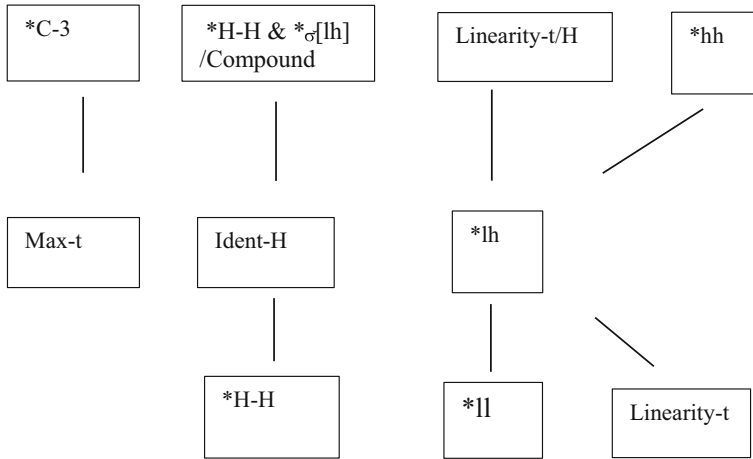 *C-3
*H-H & *σ́[lh]
/Compound
Linearity-t/H
*hh
Max-t
Ident-H
*lh
*H-H
*ll
Linearity-t